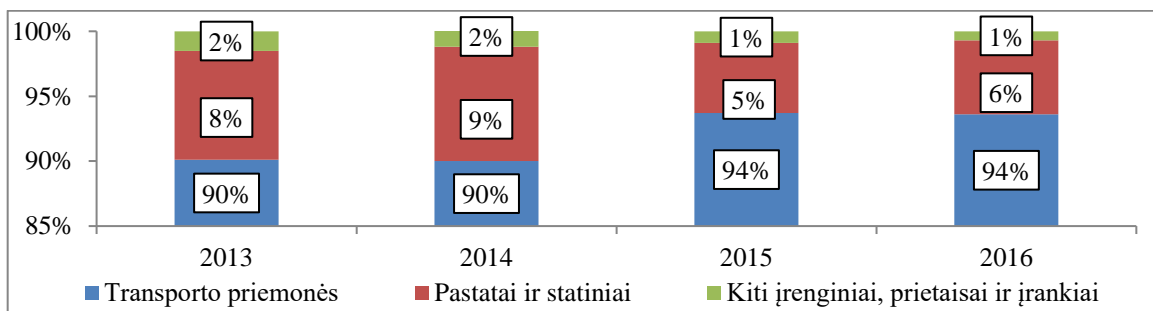 100%
95%
90%
85%
2% 2% 1% 1%
8% 9% 5% 6%
90% 90% 94% 94%
2013 2014 2015 2016
Transporto priemonės Pastatai ir statiniai Kiti įrenginiai, prietaisai ir įrankiai